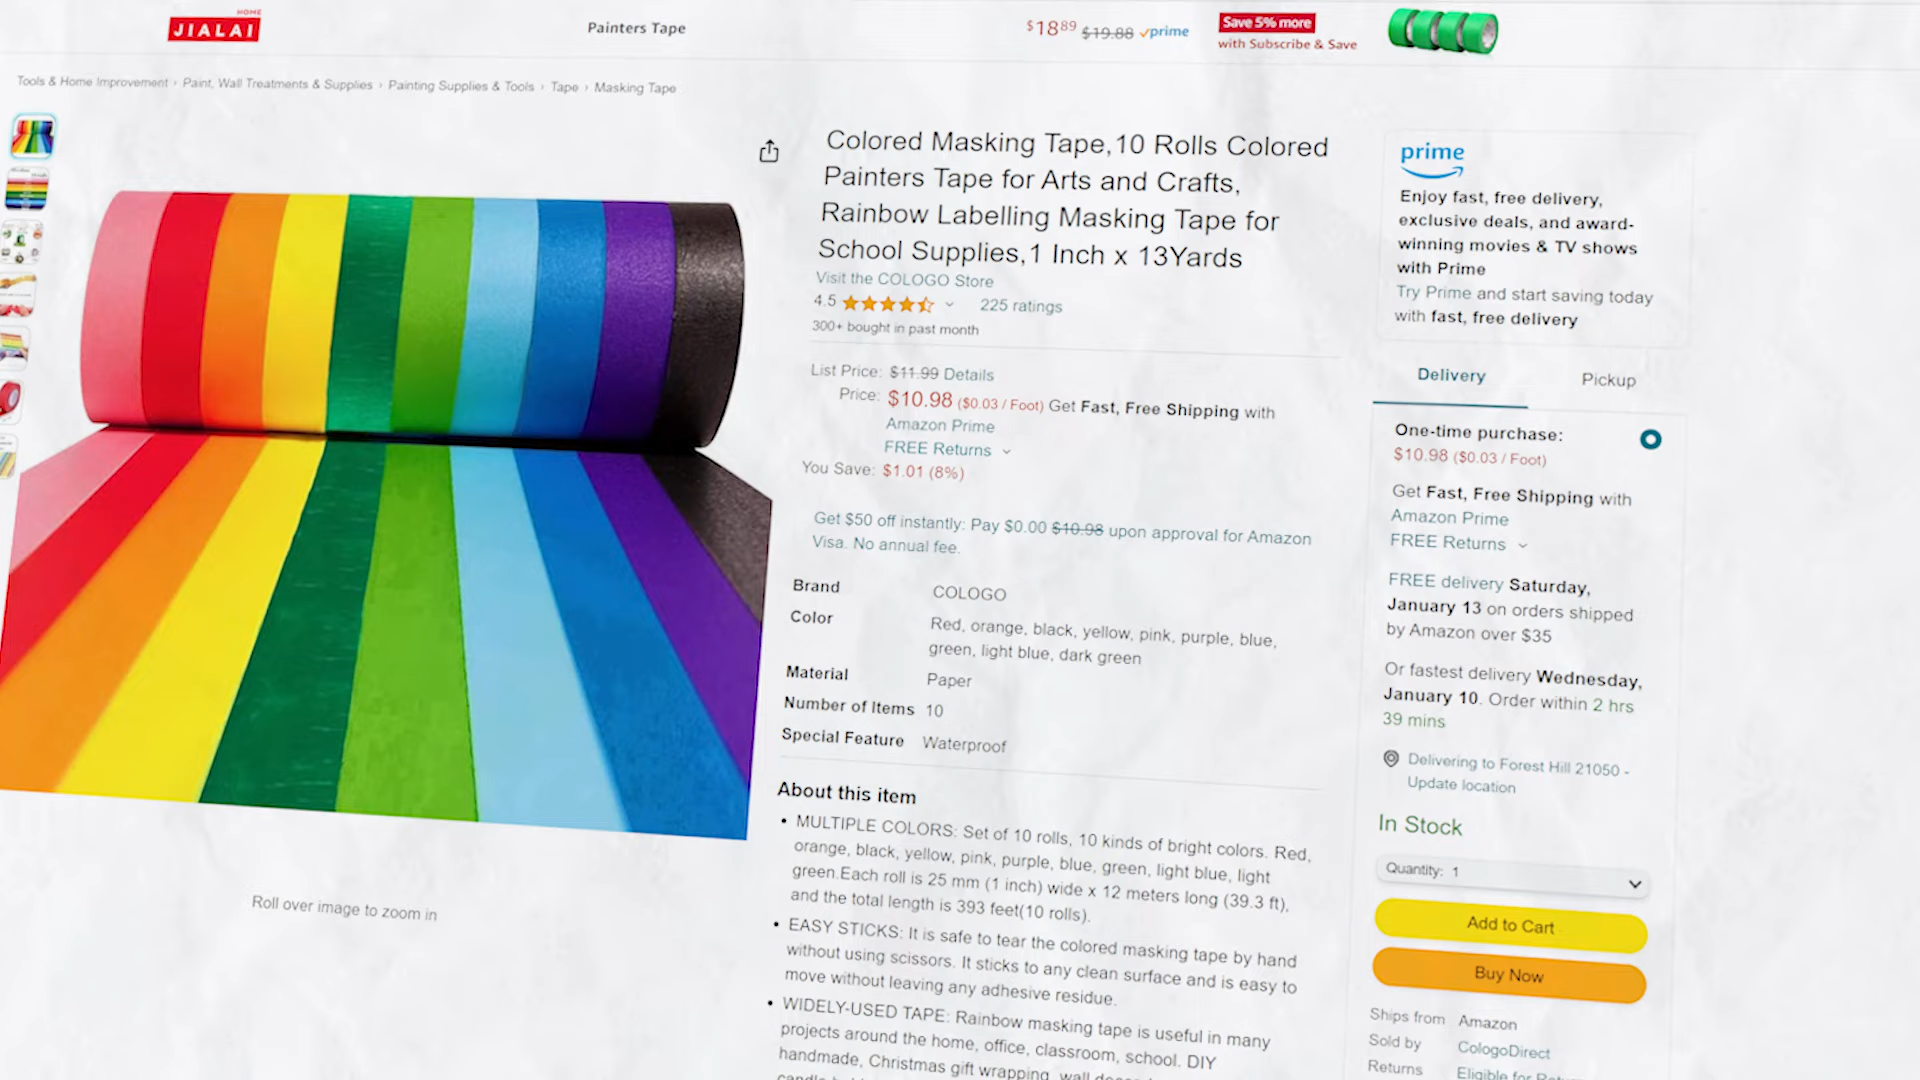 HOME
JIALAI
Painters Tape
$18.89 $19.88 prime
Save 5% more
with Subscribe & Save
Tools & Home Improvement › Paint, Wall Treatments & Supplies › Painting Supplies & Tools › Tape › Masking Tape
Colored Masking Tape,10 Rolls Colored
Painters Tape for Arts and Crafts,
Rainbow Labelling Masking Tape for
School Supplies,1 Inch x 13Yards
Visit the COLOGO Store
4.5 225 ratings
300+ bought in past month
List Price: $11.99 Details
Price: $10.98 ($0.03 / Foot) Get Fast, Free Shipping with
Amazon Prime
FREE Returns
You Save: $1.01 (8%)
Get $50 off instantly: Pay $0.00 $10.98 upon approval for Amazon
Visa. No annual fee.
Brand COLOGO
Color Red, orange, black, yellow, pink, purple, blue,
green, light blue, dark green
Material Paper
Number of Items 10
Special Feature Waterproof
About this item
• MULTIPLE COLORS: Set of 10 rolls, 10 kinds of bright colors. Red,
orange, black, yellow, pink, purple, blue, green, light blue, light
green.Each roll is 25 mm (1 inch) wide x 12 meters long (39.3 ft),
and the total length is 393 feet(10 rolls).
• EASY STICKS: It is safe to tear the colored masking tape by hand
without using scissors. It sticks to any clean surface and is easy to
move without leaving any adhesive residue.
• WIDELY-USED TAPE: Rainbow masking tape is useful in many
projects around the home, office, classroom, school. DIY
handmade, Christmas gift wrapping, wall
Roll over image to zoom in
prime
Enjoy fast, free delivery,
exclusive deals, and award-
winning movies & TV shows
with Prime
Try Prime and start saving today
with fast, free delivery
Delivery Pickup
One-time purchase:
$10.98 ($0.03 / Foot)
Get Fast, Free Shipping with
Amazon Prime
FREE Returns
FREE delivery Saturday,
January 13 on orders shipped
by Amazon over $35
Or fastest delivery Wednesday,
January 10. Order within 2 hrs
39 mins
Delivering to Forest Hill 21050 -
Update location
In Stock
Quantity: 1
Add to Cart
Buy Now
Ships from Amazon
Sold by CologoDirect
Returns Eligible for